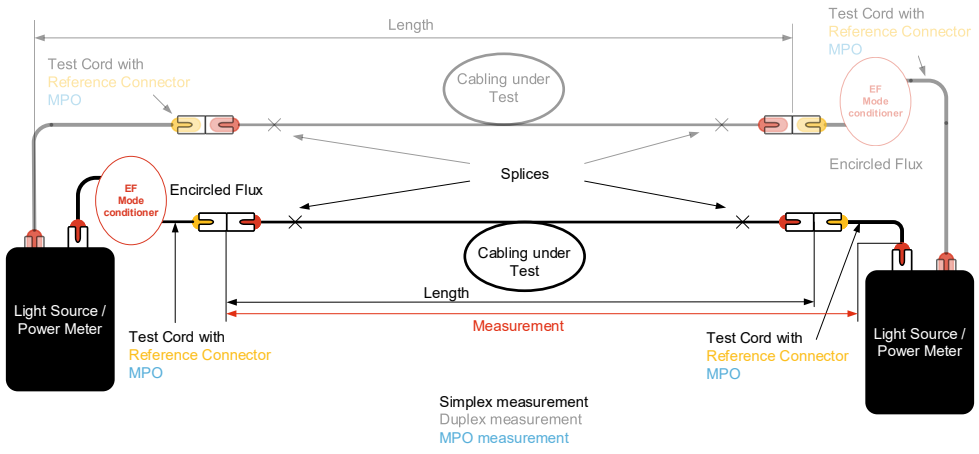 Length
Test Cord with
Reference Connector
MPO
Test Cord with
Reference Connector
MPO
Cabling under
Test
EF
Mode
conditioner
Encircled Flux
EF
Mode
conditioner
Encircled Flux
Splices
Cabling under
Test
Length
Measurement
Light Source /
Power Meter
Light Source /
Power Meter
Test Cord with
Reference Connector
MPO
Test Cord with
Reference Connector
MPO
Simplex measurement
Duplex measurement
MPO measurement